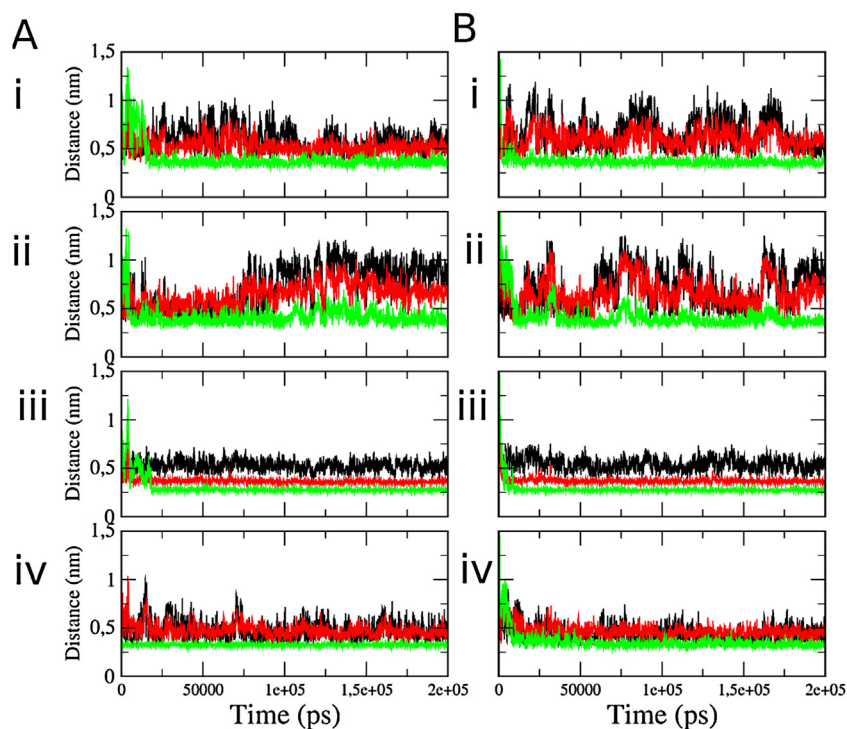 A B
i i
Distance (nm)
1,5
1
0,5
0
ii ii
Distance (nm)
1,5
1
0,5
0
iii iii
Distance (nm)
1,5
1
0,5
0
iv iv
Distance (nm)
1,5
1
0,5
0
0 50000 1e+05 1,5e+05 2e+05 0 50000 1e+05 1,5e+05 2e+05
Time (ps) Time (ps)